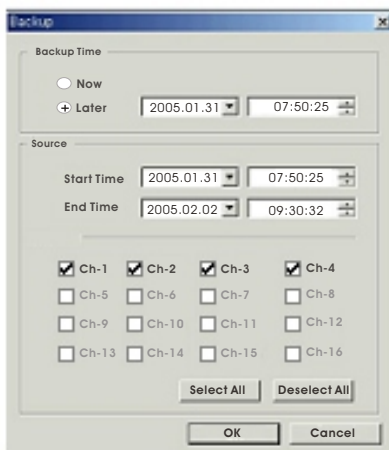 Backup
Backup Time
Now
Later 2005.01.31 07:50:25
Source
Start Time 2005.01.31 07:50:25
End Time 2005.02.02 09:30:32
Ch-1 Ch-2 Ch-3 Ch-4
Ch-5 Ch-6 Ch-7 Ch-8
Ch-9 Ch-10 Ch-11 Ch-12
Ch-13 Ch-14 Ch-15 Ch-16
Select All Deselect All
OK Cancel